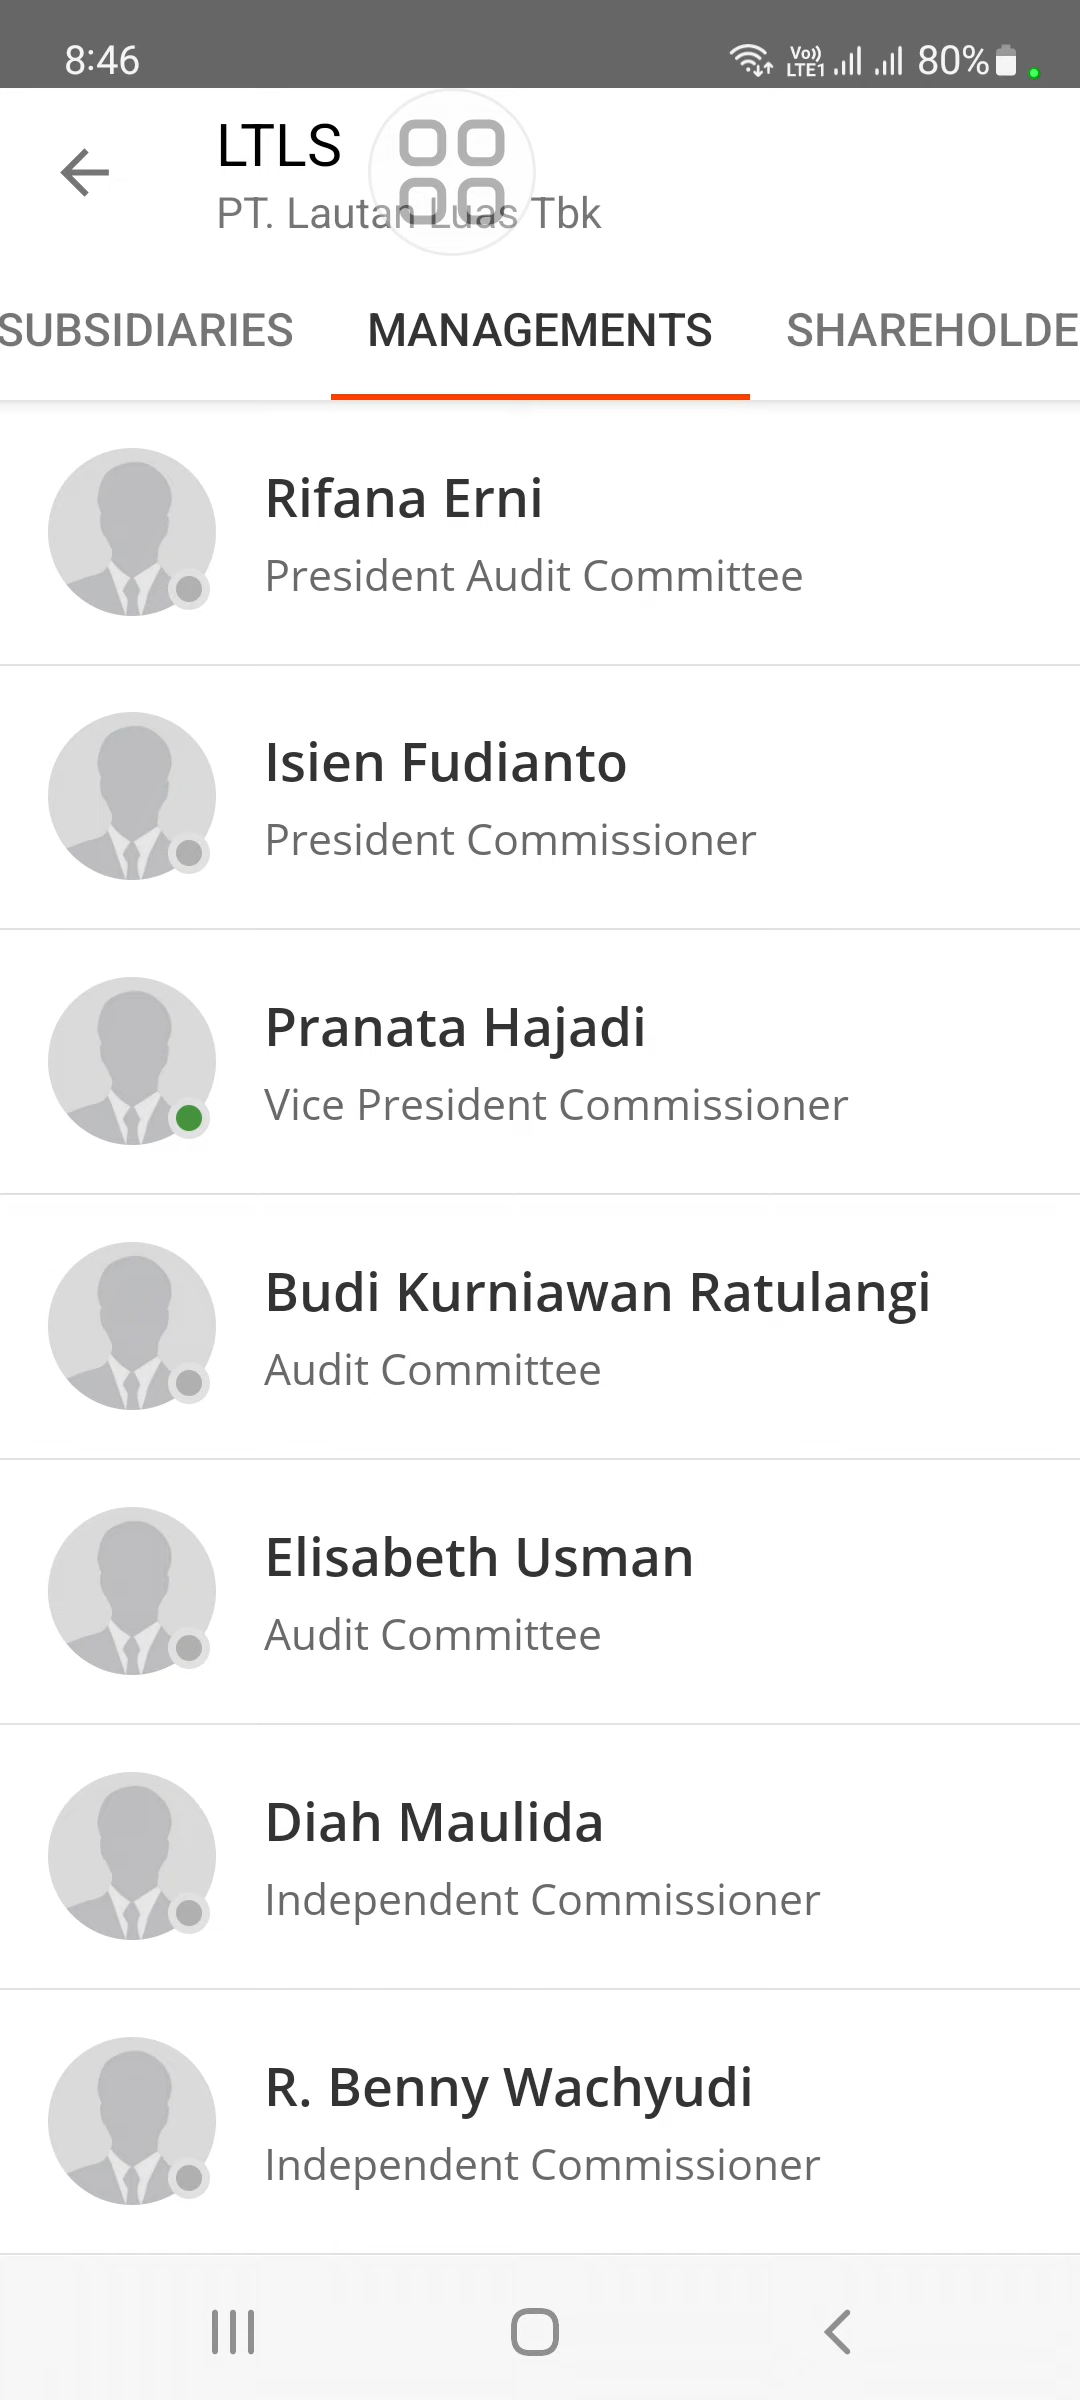 8:46
Vo)) LTE1 80%
LTLS
PT. Lautan Luas Tbk
SUBSIDIARIES MANAGEMENTS SHAREHOLDE
Rifana Erni
President Audit Committee
Isien Fudianto
President Commissioner
Pranata Hajadi
Vice President Commissioner
Budi Kurniawan Ratulangi
Audit Committee
Elisabeth Usman
Audit Committee
Diah Maulida
Independent Commissioner
R. Benny Wachyudi
Independent Commissioner